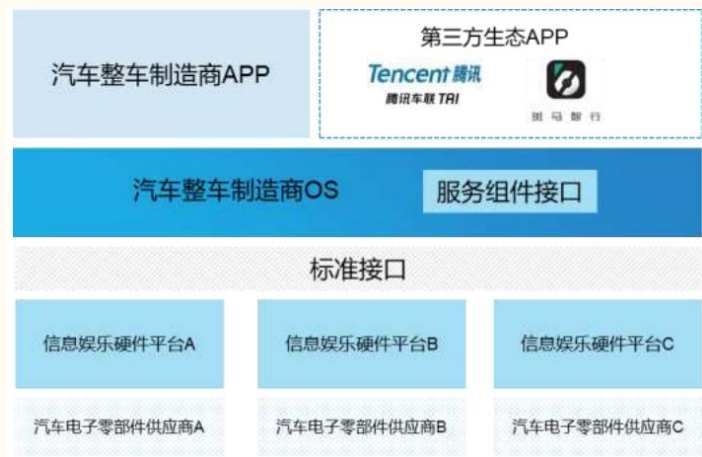 汽车整车制造商APP
第三方生态APP
Tencent 腾讯
腾讯车联 TAI
斑马智行
汽车整车制造商OS
服务组件接口
标准接口
信息娱乐硬件平台A
信息娱乐硬件平台B
信息娱乐硬件平台C
汽车电子零部件供应商A
汽车电子零部件供应商B
汽车电子零部件供应商C